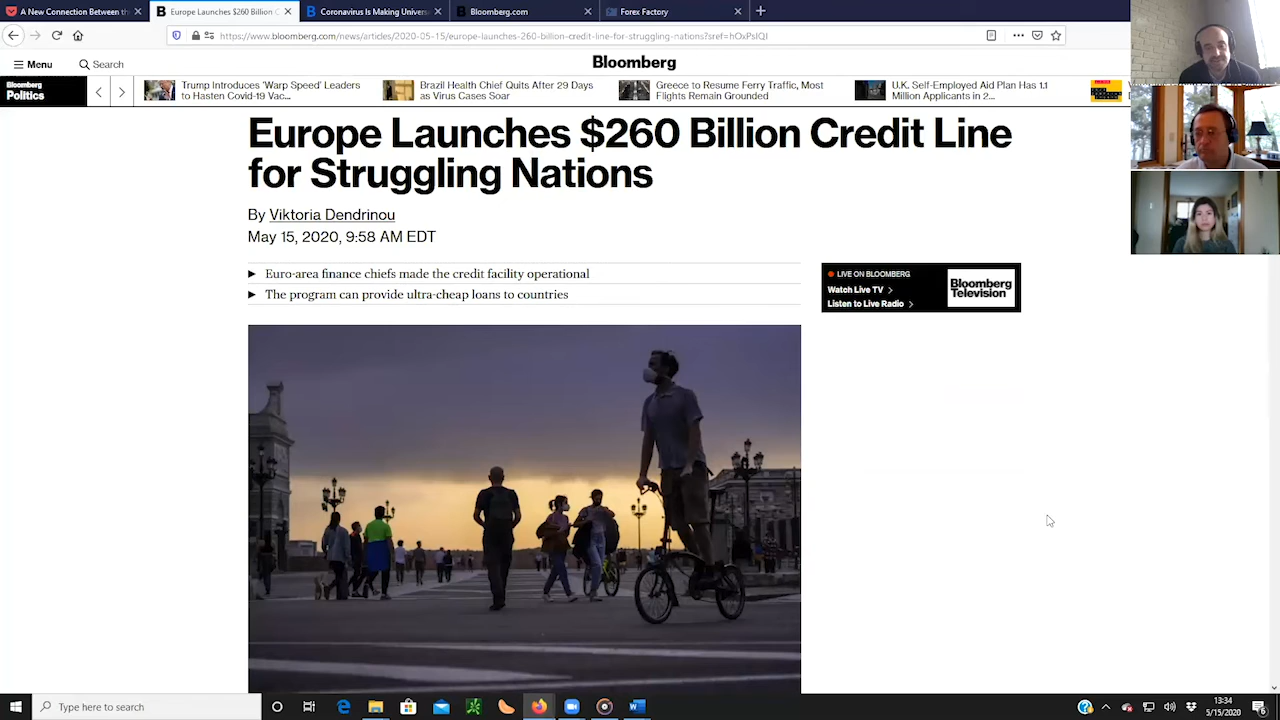 A New Connection Between th
Europe Launches $260 Billion C
Coronavirus Is Making Univers
Bloomberg.com
Forex Factory
https://www.bloomberg.com/news/articles/2020-05-15/europe-launches-260-billion-credit-line-for-struggling-nations?sref=hOxPsIQI
Menu
Search
Bloomberg
Bloomberg
Politics
Trump Introduces 'Warp Speed' Leaders
to Hasten Covid-19 Vac...
Brazil Health Chief Quits After 29 Days
as Virus Cases Soar
Greece to Resume Ferry Traffic, Most
Flights Remain Grounded
U.K. Self-Employed Aid Plan Has 1.1
Million Applicants in 2...
Europe Launches $260 Billion Credit Line
for Struggling Nations
By Viktoria Dendrinou
May 15, 2020, 9:58 AM EDT
Euro-area finance chiefs made the credit facility operational
The program can provide ultra-cheap loans to countries
LIVE ON BLOOMBERG
Watch Live TV
Listen to Live Radio
Bloomberg
Television
Type here to search
13:34
5/15/2020